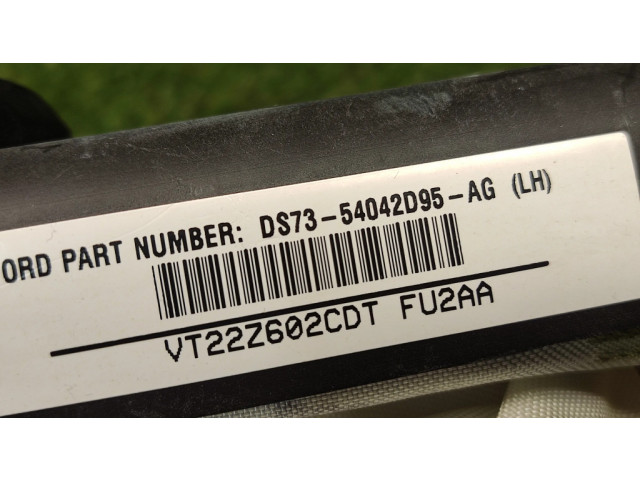 ORD PART NUMBER: DS73-54042D95-AG (LH)
VT22Z602CDT FU2AA